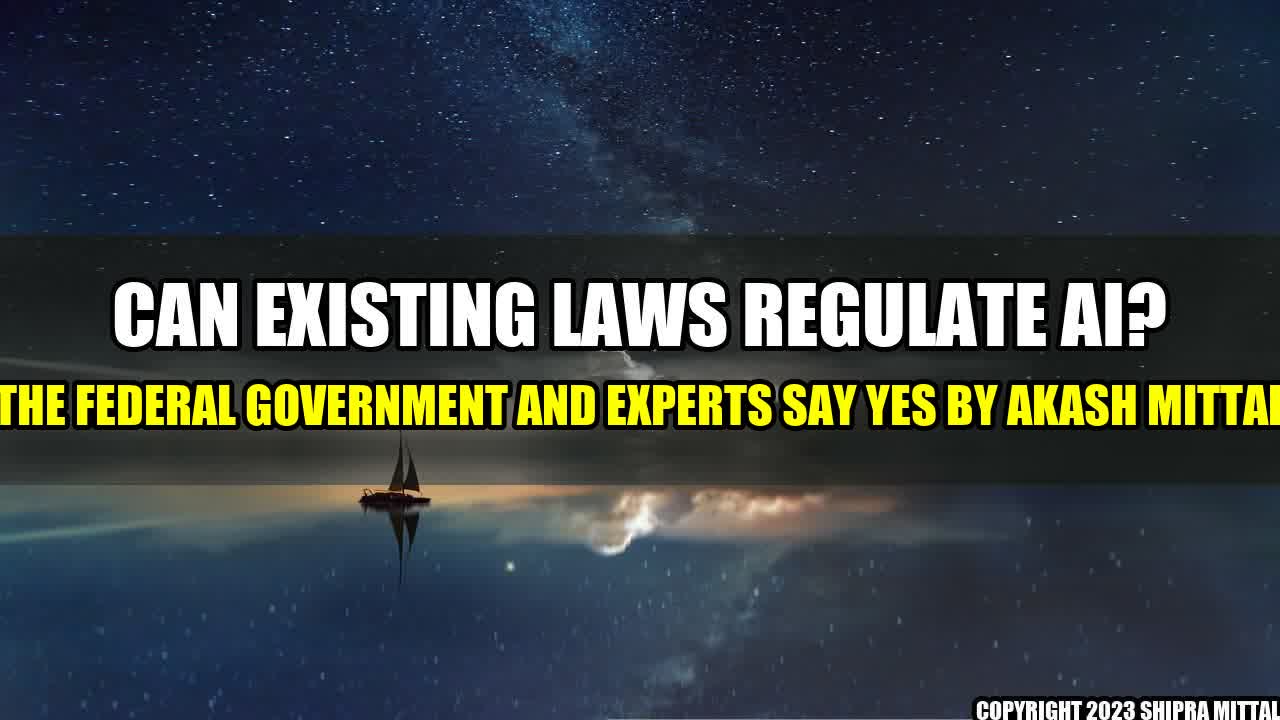 CAN EXISTING LAWS REGULATE AI?
THE FEDERAL GOVERNMENT AND EXPERTS SAY YES BY AKASH MITTAL
COPYRIGHT 2023 SHIPRA MITTAL